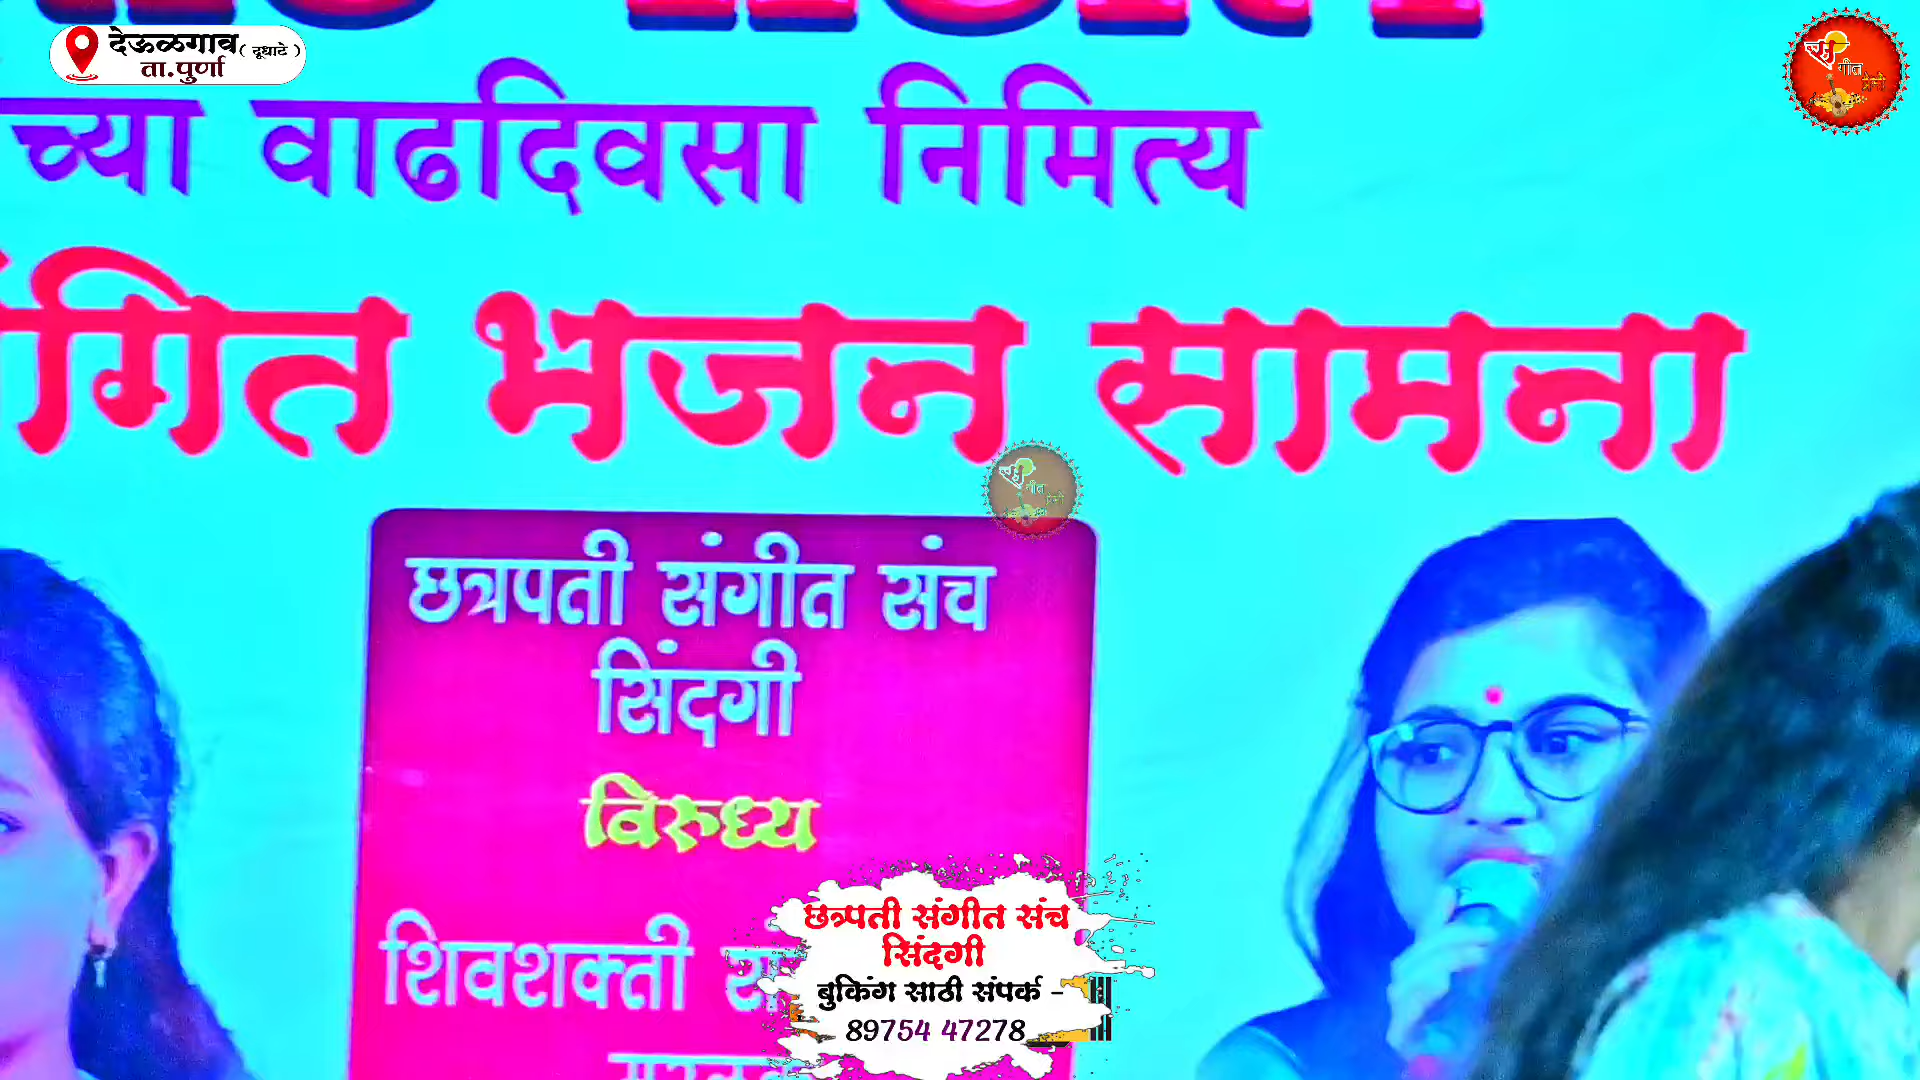 देऊळगाव ( दूधाटे )
ता.पुर्णा
च्या वाढदिवसा निमित्य
गित भजन सामना
छत्रपती संगीत संच
सिंदगी
विरुध्य
शिवशक्ती
छत्रपती संगीत संच
सिंदगी
बुकिंग साठी संपर्क -
89754 47278